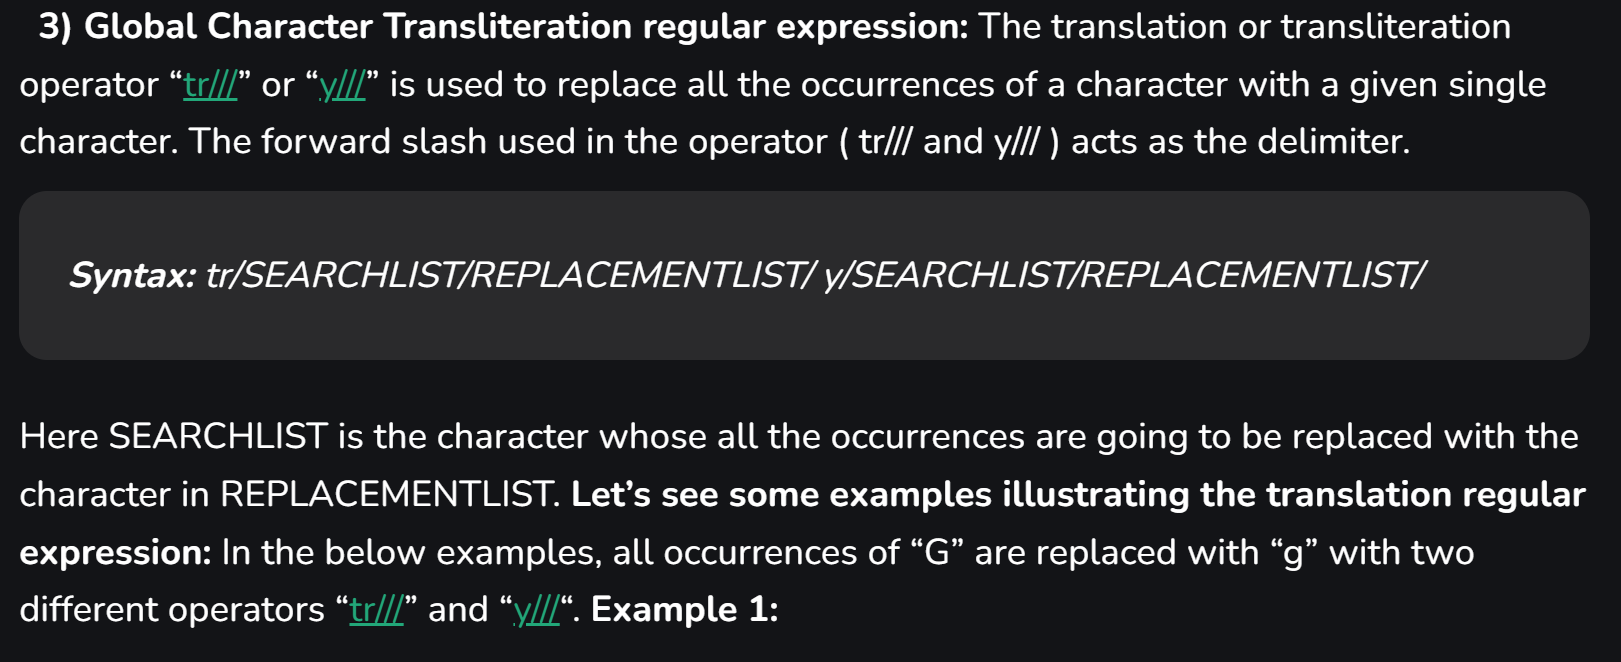 3) Global Character Transliteration regular expression: The translation or transliteration
operator “tr///” or “y///” is used to replace all the occurrences of a character with a given single
character. The forward slash used in the operator ( tr/// and y/// ) acts as the delimiter.
Syntax: tr/SEARCHLIST/REPLACEMENTLIST/ y/SEARCHLIST/REPLACEMENTLIST/
Here SEARCHLIST is the character whose all the occurrences are going to be replaced with the
character in REPLACEMENTLIST. Let’s see some examples illustrating the translation regular
expression: In the below examples, all occurrences of “G” are replaced with “g” with two
different operators “tr///” and “y///“. Example 1: